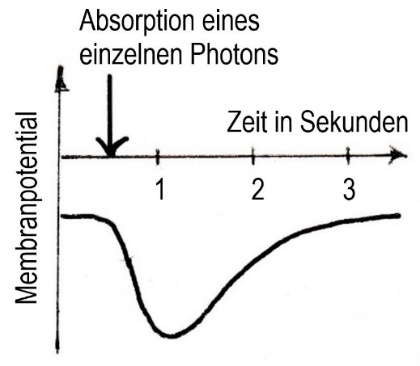 Absorption eines
einzelnen Photons
Zeit in Sekunden
1 2 3
Membranpotential